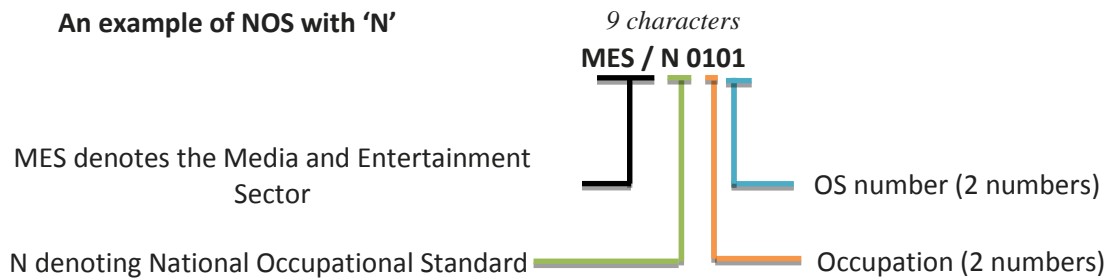 An example of NOS with ‘N’
9 characters
MES / N 0101
MES denotes the Media and Entertainment
Sector
OS number (2 numbers)
N denoting National Occupational Standard
Occupation (2 numbers)